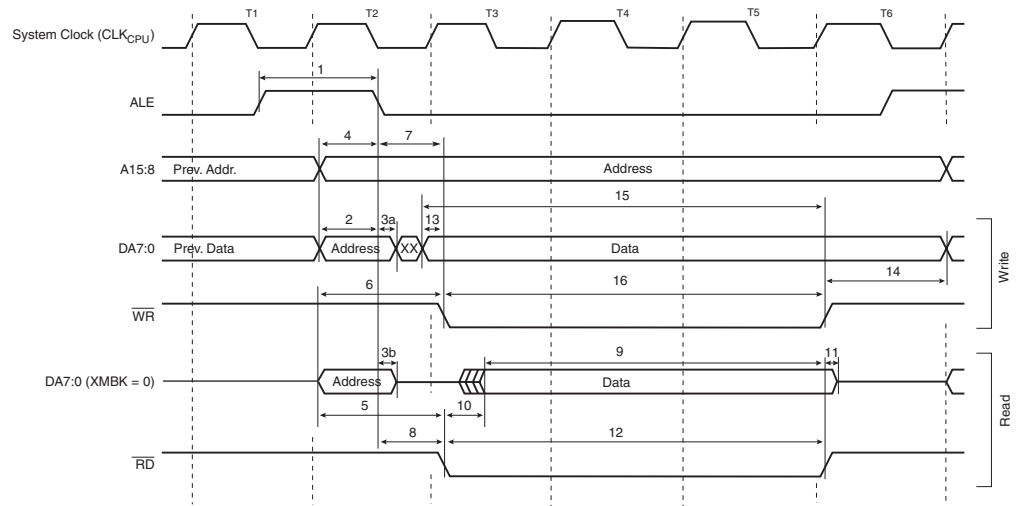 T1 T2 T3 T4 T5 T6
System Clock (CLKCPU)
1
ALE
4 7
A15:8 Prev. Addr. Address
15
2 3a 13
DA7:0 Prev. Data Address XX Data
14
6 16
WR
Write
3b 9 11
DA7:0 (XMBK = 0) Address Data
5 10
Read
8 12
RD